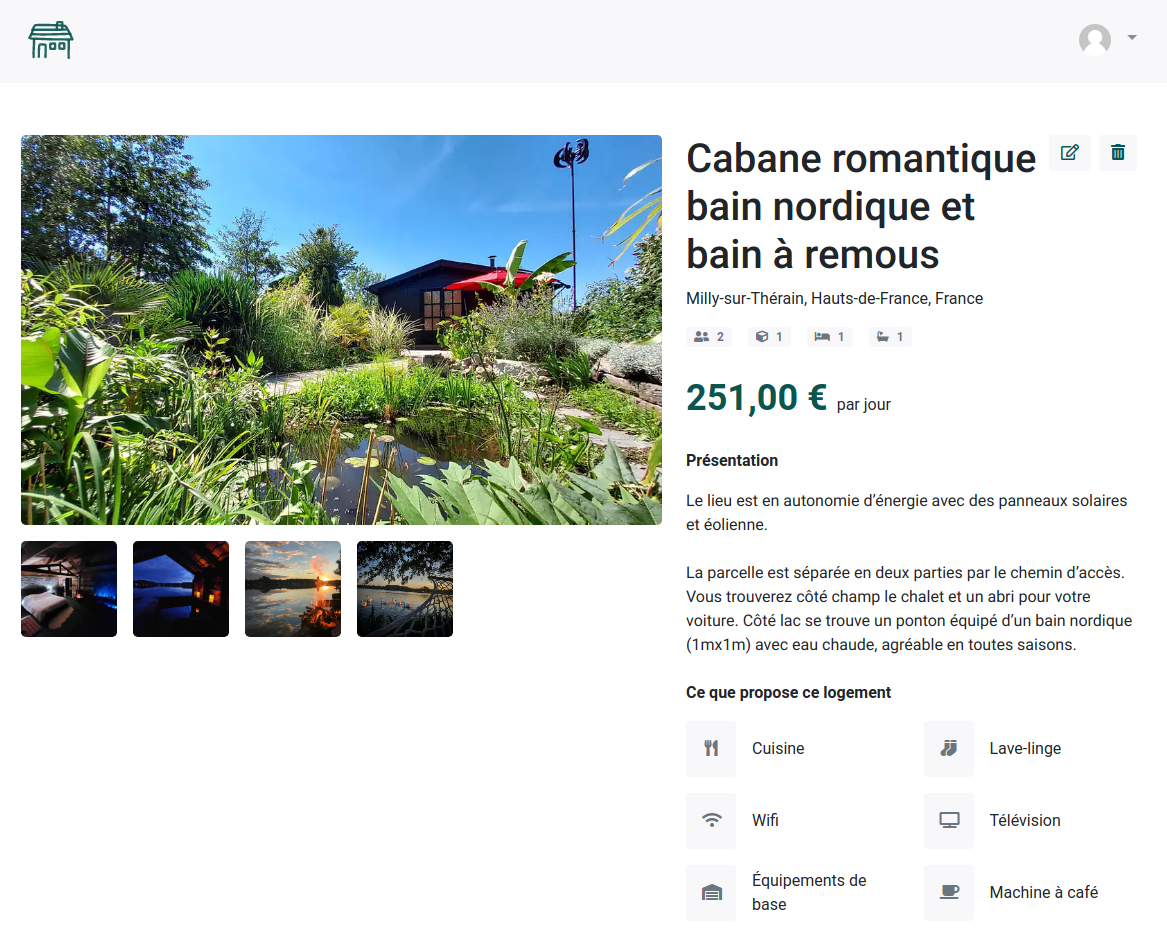 Cabane romantique
bain nordique et
bain à remous
Milly-sur-Thérain, Hauts-de-France, France
2 1 1 1
251,00 € par jour
Présentation
Le lieu est en autonomie d’énergie avec des panneaux solaires
et éolienne.
La parcelle est séparée en deux parties par le chemin d’accès.
Vous trouverez côté champ le chalet et un abri pour votre
voiture. Côté lac se trouve un ponton équipé d’un bain nordique
(1mx1m) avec eau chaude, agréable en toutes saisons.
Ce que propose ce logement
Cuisine
Lave-linge
Wifi
Télévision
Équipements de
base
Machine à café